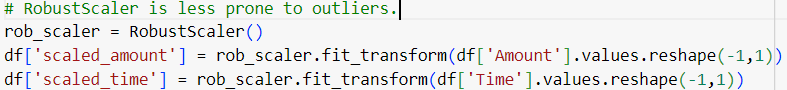 # RobustScaler is less prone to outliers.
rob_scaler = RobustScaler()
df['scaled_amount'] = rob_scaler.fit_transform(df['Amount'].values.reshape(-1,1))
df['scaled_time'] = rob_scaler.fit_transform(df['Time'].values.reshape(-1,1))